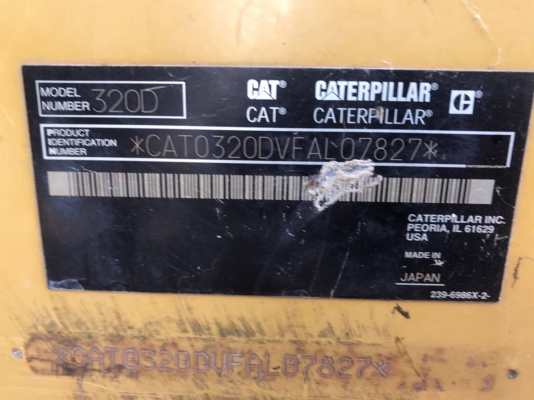 MODEL NUMBER 320D
CAT® CATERPILLAR® C
CAT® CATERPILLAR®
PRODUCT IDENTIFICATION NUMBER *CAT0320DVFAL07827*
CATERPILLAR INC.
PEORIA, IL 61629
USA
MADE IN
JAPAN
239-6986X-2-
*CAT0320DVFAL07827*